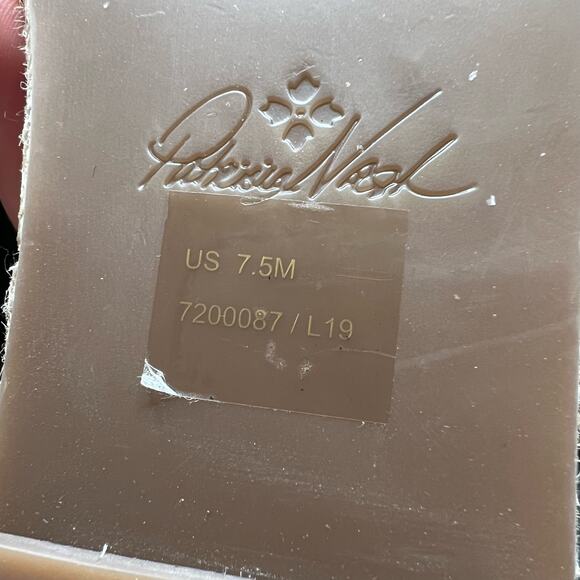 Patricia Nash
US 7.5M
7200087 / L19